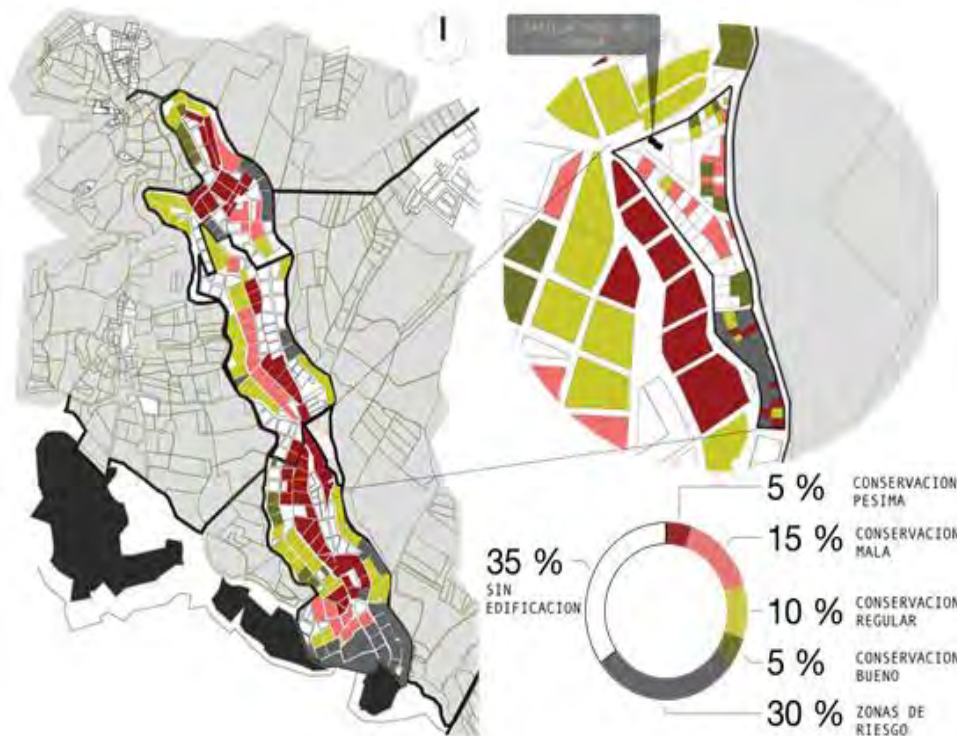 5 %
CONSERVACION
PESIMA
15 %
CONSERVACION
MALA
35 %
SIN
EDIFICACION
10 %
CONSERVACION
REGULAR
5 %
CONSERVACION
BUENO
30 %
ZONAS DE
RIESGO